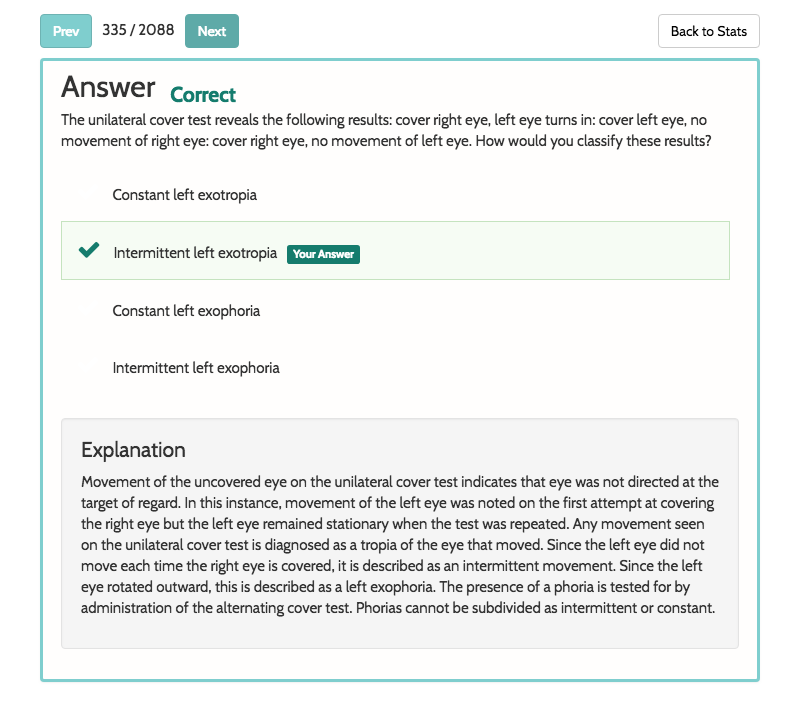 Prev 335 / 2088 Next Back to Stats
Answer Correct
The unilateral cover test reveals the following results: cover right eye, left eye turns in: cover left eye, no
movement of right eye: cover right eye, no movement of left eye. How would you classify these results?
Constant left exotropia
Intermittent left exotropia Your Answer
Constant left exophoria
Intermittent left exophoria
Explanation
Movement of the uncovered eye on the unilateral cover test indicates that eye was not directed at the
target of regard. In this instance, movement of the left eye was noted on the first attempt at covering
the right eye but the left eye remained stationary when the test was repeated. Any movement seen
on the unilateral cover test is diagnosed as a tropia of the eye that moved. Since the left eye did not
move each time the right eye is covered, it is described as an intermittent movement. Since the left
eye rotated outward, this is described as a left exophoria. The presence of a phoria is tested for by
administration of the alternating cover test. Phorias cannot be subdivided as intermittent or constant.